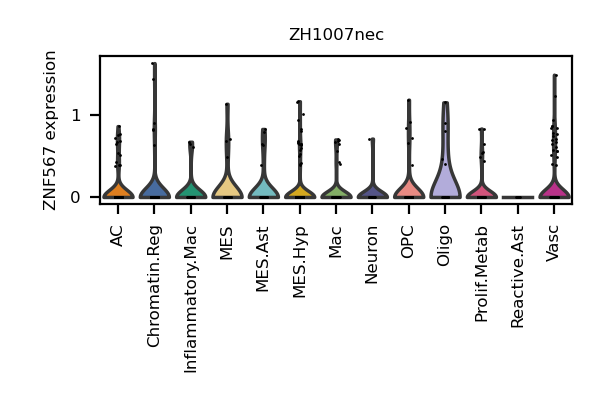 ZH1007nec
ZNF567 expression
1
0
AC
Chromatin.Reg
Inflammatory.Mac
MES
MES.Ast
MES.Hyp
Mac
Neuron
OPC
Oligo
Prolif.Metab
Reactive.Ast
Vasc